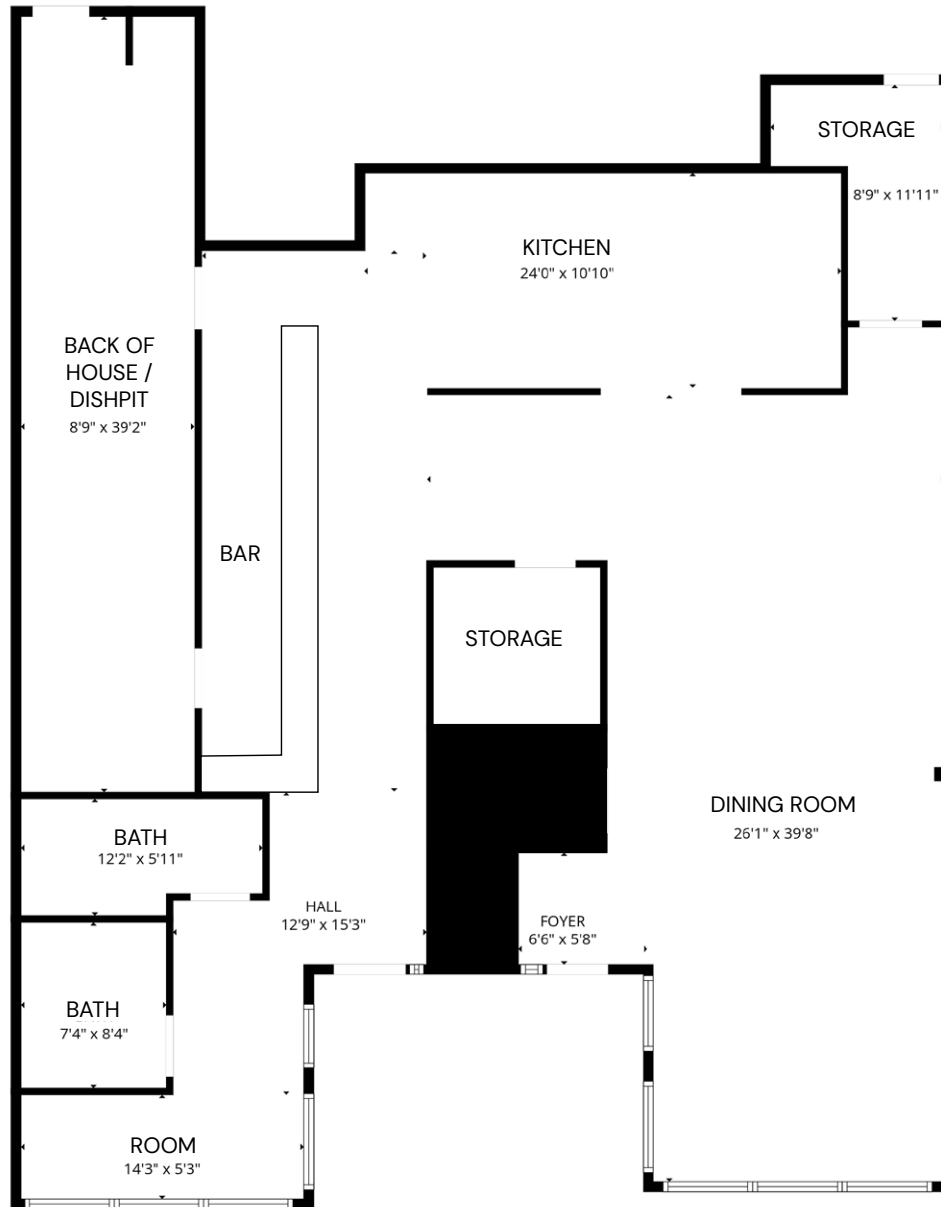 STORAGE
8'9" x 11'11"
KITCHEN
24'0" x 10'10"
BACK OF
HOUSE /
DISHPIT
8'9" x 39'2"
BAR
STORAGE
DINING ROOM
26'1" x 39'8"
BATH
12'2" x 5'11"
HALL
12'9" x 15'3"
FOYER
6'6" x 5'8"
BATH
7'4" x 8'4"
ROOM
14'3" x 5'3"